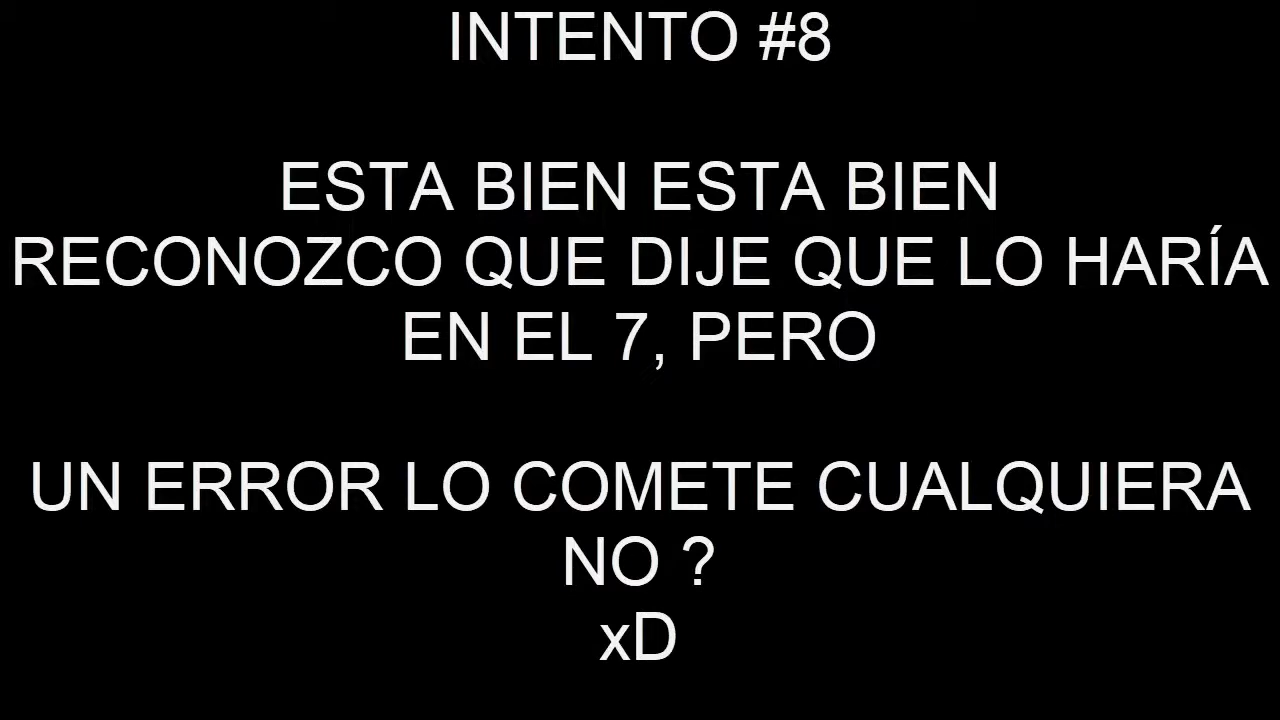 INTENTO #8
ESTA BIEN ESTA BIEN
RECONOZCO QUE DIJE QUE LO HARÍA
EN EL 7, PERO
UN ERROR LO COMETE CUALQUIERA
NO ?
xD